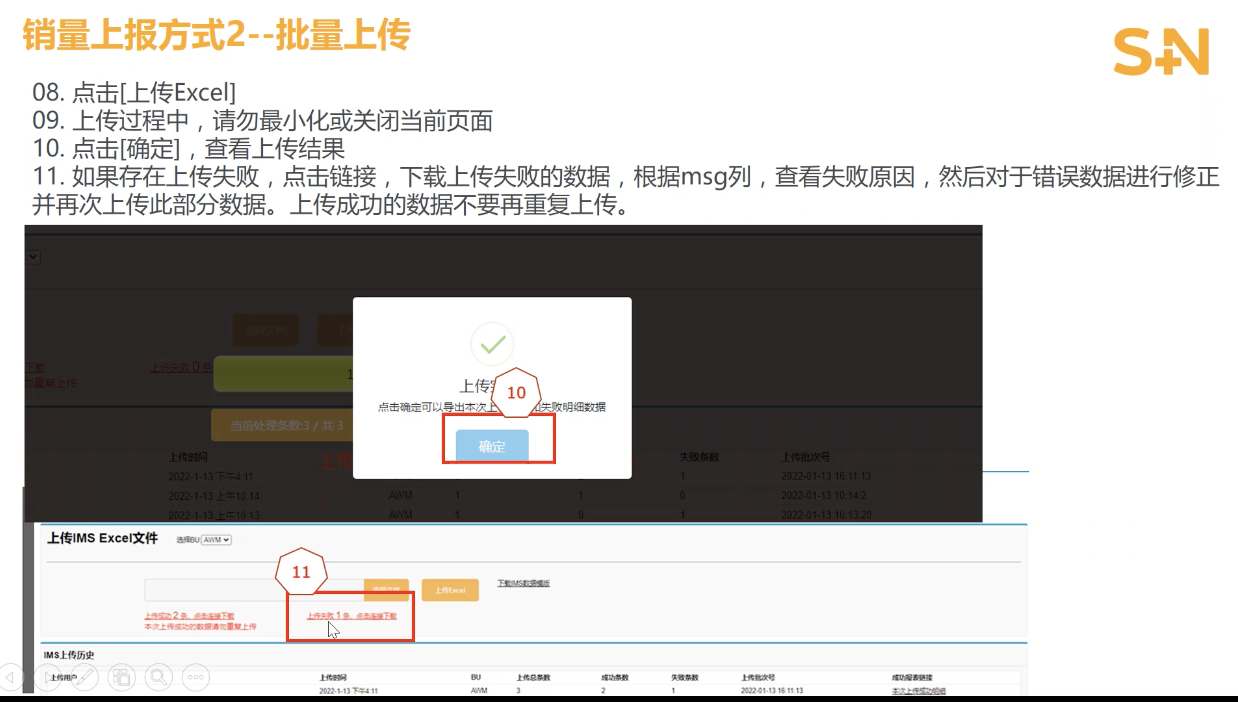 销量上报方式2--批量上传
S+N
08. 点击[上传Excel]
09. 上传过程中，请勿最小化或关闭当前页面
10. 点击[确定]，查看上传结果
11. 如果存在上传失败，点击链接，下载上传失败的数据，根据msg列，查看失败原因，然后对于错误数据进行修正
并再次上传此部分数据。上传成功的数据不要再重复上传。
选择文件
下载
上传失败 0 条
勿重复上传
上传
10
点击确定可以导出本次上 和失败明细数据
确定
当前处理条数:3 / 共 3
上传时间 失败条数 上传批次号
2022-1-13 下午4:11 1 2022-01-13 16:11:13
2022-1-13 上午10:14 AWM 1 1 0 2022-01-13 10:14:2
2022-1-13 上午10:13 AWM 1 0 1 2022-01-13 10:13:20
上传IMS Excel文件 选择BU: AWM
11
选择文件 上传Excel 下载IMS数据模版
上传成功 2 条，点击连接下载 上传失败 1 条，点击连接下载
本次上传成功的数据请勿重复上传
IMS上传历史
上传用户 上传时间 BU 上传总条数 成功条数 失败条数 上传批次号 成功报表链接
2022-1-13 下午4:11 AWM 3 2 1 2022-01-13 16:11:13 本次上传成功明细